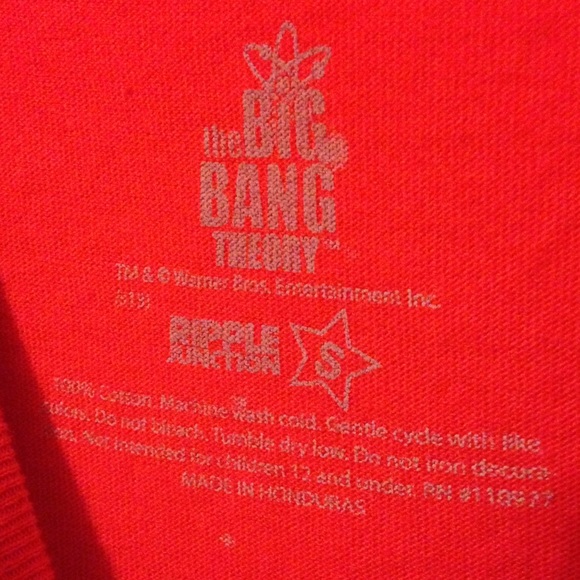 the BIG
BANG
THEORY™
TM & © Warner Bros. Entertainment Inc.
(s13)
RIPPLE
JUNCTION
S
100% Cotton. Machine wash cold. Gentle cycle with like
colors. Do not bleach. Tumble dry low. Do not iron decora-
tion. Not intended for children 12 and under. RN #118927
MADE IN HONDURAS